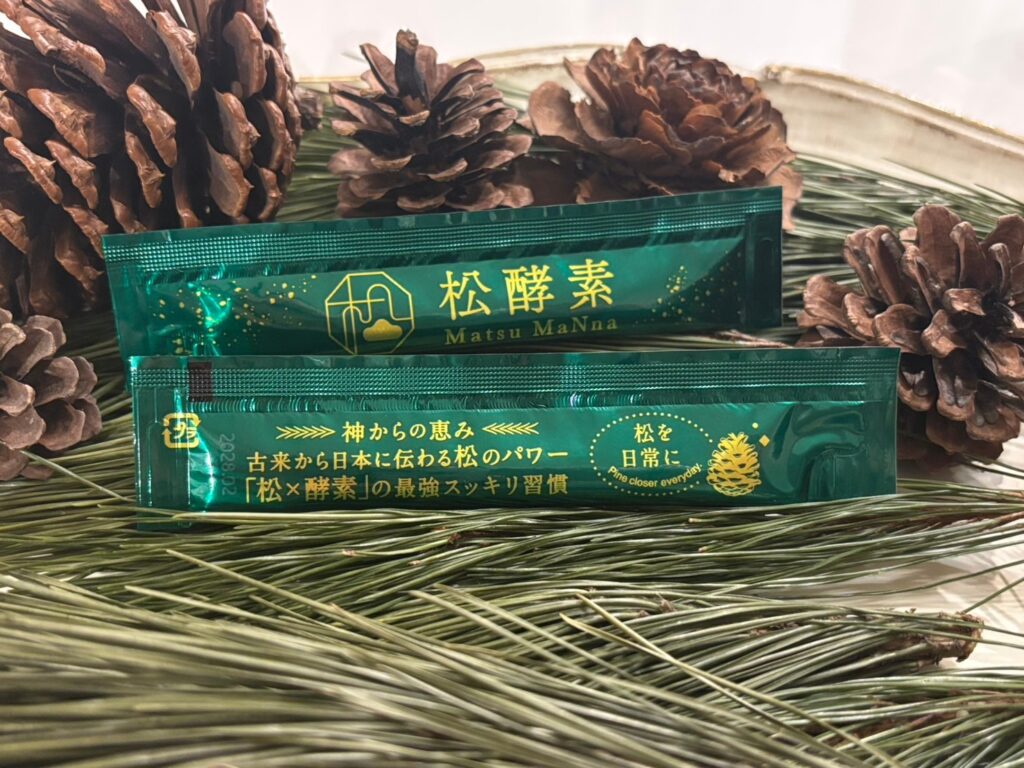 松酵素
Matsu MaNna
プラ
2028.02
神からの恵み
古来から日本に伝わる松のパワー
「松×酵素」の最強スッキリ習慣
松を
日常に
Pine closer everyday.